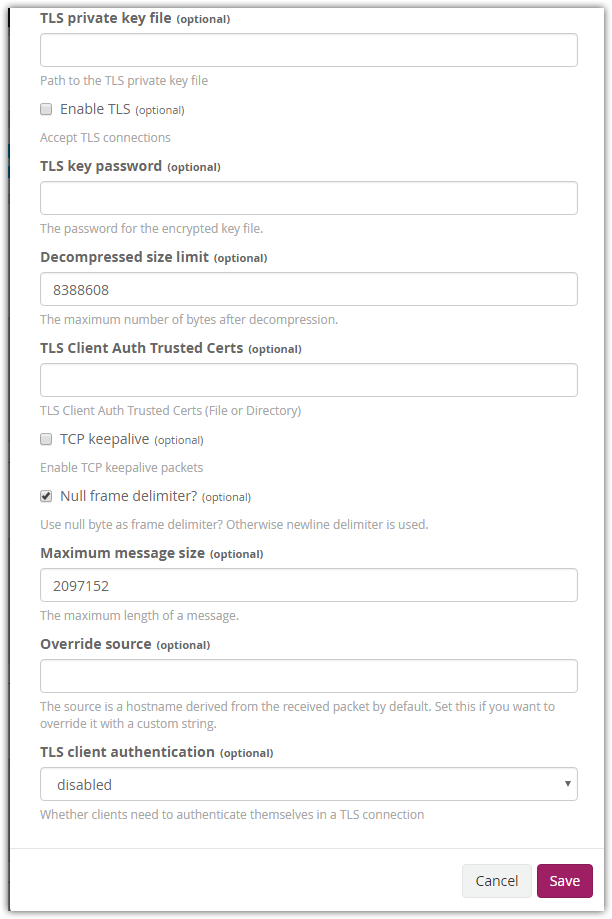 TLS private key file (optional)
Path to the TLS private key file
Enable TLS (optional)
Accept TLS connections
TLS key password (optional)
The password for the encrypted key file.
Decompressed size limit (optional)
8388608
The maximum number of bytes after decompression.
TLS Client Auth Trusted Certs (optional)
TLS Client Auth Trusted Certs (File or Directory)
TCP keepalive (optional)
Enable TCP keepalive packets
Null frame delimiter? (optional)
Use null byte as frame delimiter? Otherwise newline delimiter is used.
Maximum message size (optional)
2097152
The maximum length of a message.
Override source (optional)
The source is a hostname derived from the received packet by default. Set this if you want to
override it with a custom string.
TLS client authentication (optional)
disabled
Whether clients need to authenticate themselves in a TLS connection
Cancel Save